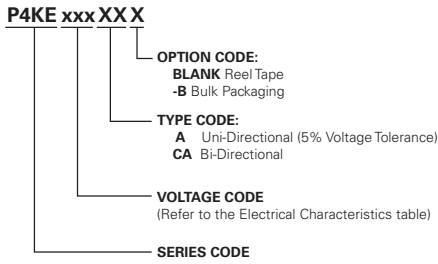 P4KE xxx XX X
OPTION CODE:
BLANK Reel Tape
-B Bulk Packaging
TYPE CODE:
A Uni-Directional (5% Voltage Tolerance)
CA Bi-Directional
VOLTAGE CODE
(Refer to the Electrical Characteristics table)
SERIES CODE